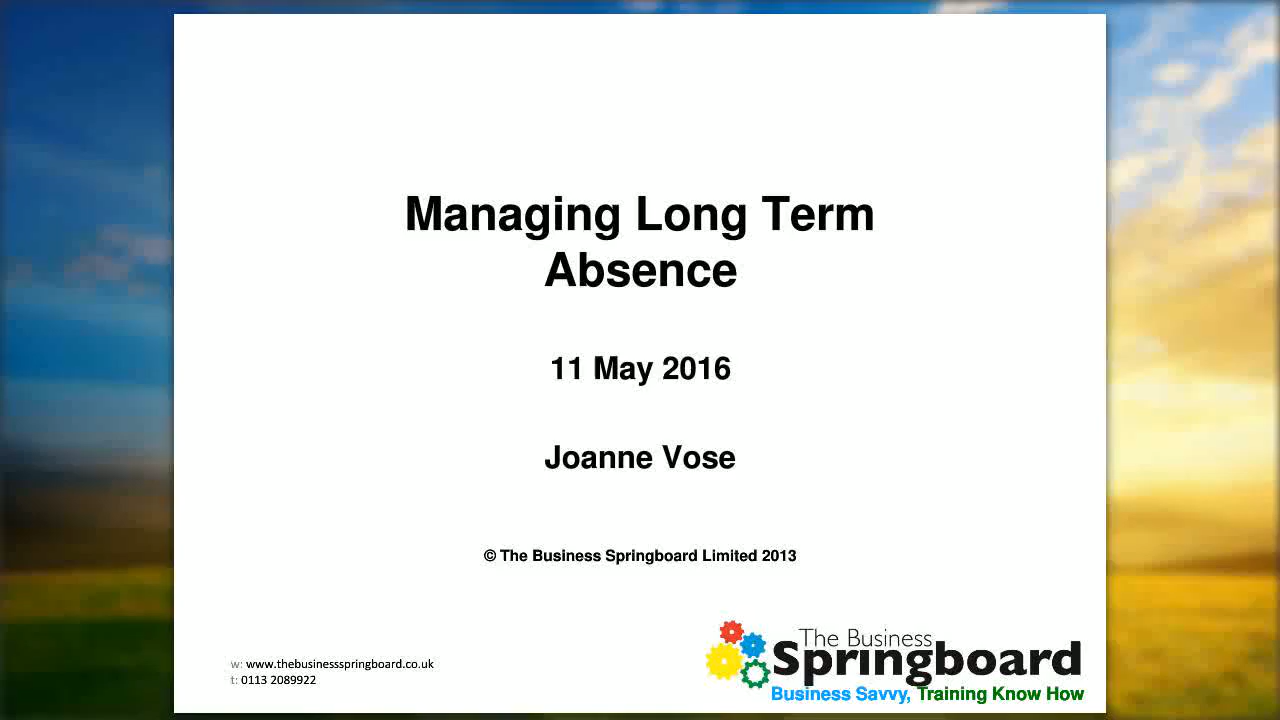 Managing Long Term
Absence
11 May 2016
Joanne Vose
© The Business Springboard Limited 2013
w: www.thebusinessspringboard.co.uk
t: 0113 2089922
The Business
Springboard
Business Savvy, Training Know How